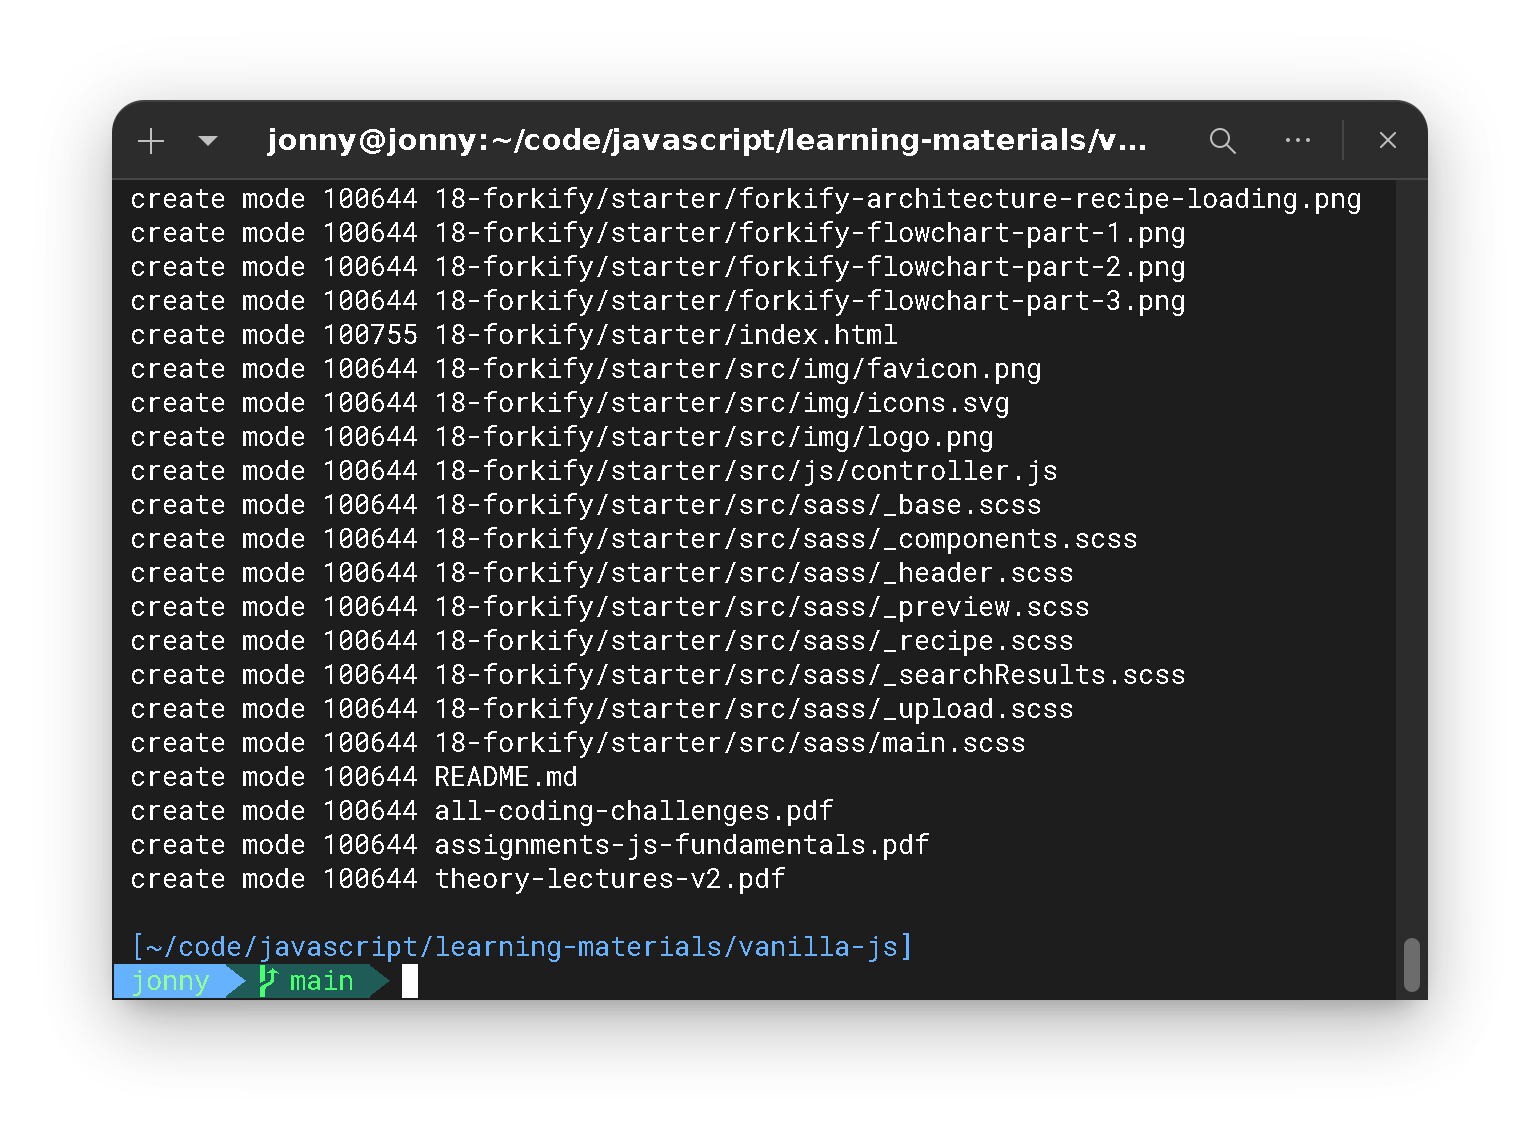 jonny@jonny:~/code/javascript/learning-materials/v...
create mode 100644 18-forkify/starter/forkify-architecture-recipe-loading.png
create mode 100644 18-forkify/starter/forkify-flowchart-part-1.png
create mode 100644 18-forkify/starter/forkify-flowchart-part-2.png
create mode 100644 18-forkify/starter/forkify-flowchart-part-3.png
create mode 100755 18-forkify/starter/index.html
create mode 100644 18-forkify/starter/src/img/favicon.png
create mode 100644 18-forkify/starter/src/img/icons.svg
create mode 100644 18-forkify/starter/src/img/logo.png
create mode 100644 18-forkify/starter/src/js/controller.js
create mode 100644 18-forkify/starter/src/sass/_base.scss
create mode 100644 18-forkify/starter/src/sass/_components.scss
create mode 100644 18-forkify/starter/src/sass/_header.scss
create mode 100644 18-forkify/starter/src/sass/_preview.scss
create mode 100644 18-forkify/starter/src/sass/_recipe.scss
create mode 100644 18-forkify/starter/src/sass/_searchResults.scss
create mode 100644 18-forkify/starter/src/sass/_upload.scss
create mode 100644 18-forkify/starter/src/sass/main.scss
create mode 100644 README.md
create mode 100644 all-coding-challenges.pdf
create mode 100644 assignments-js-fundamentals.pdf
create mode 100644 theory-lectures-v2.pdf
[~/code/javascript/learning-materials/vanilla-js]
jonny main